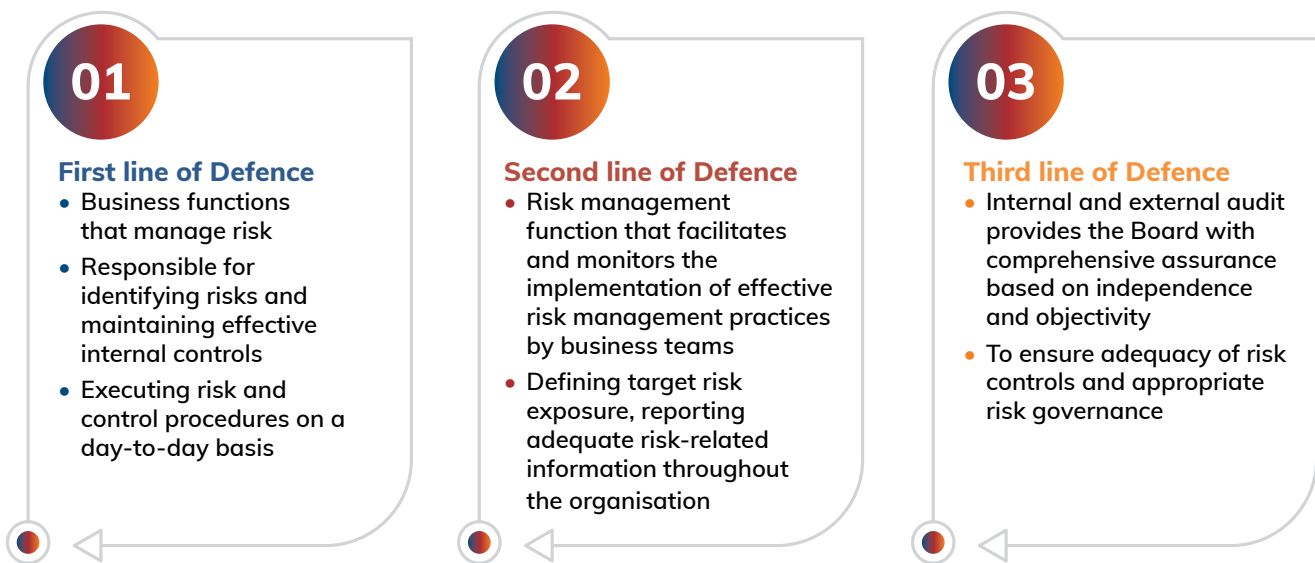 01
First line of Defence
• Business functions
that manage risk
• Responsible for
identifying risks and
maintaining effective
internal controls
• Executing risk and
control procedures on a
day-to-day basis
02
Second line of Defence
• Risk management
function that facilitates
and monitors the
implementation of effective
risk management practices
by business teams
• Defining target risk
exposure, reporting
adequate risk-related
information throughout
the organisation
03
Third line of Defence
• Internal and external audit
provides the Board with
comprehensive assurance
based on independence
and objectivity
• To ensure adequacy of risk
controls and appropriate
risk governance